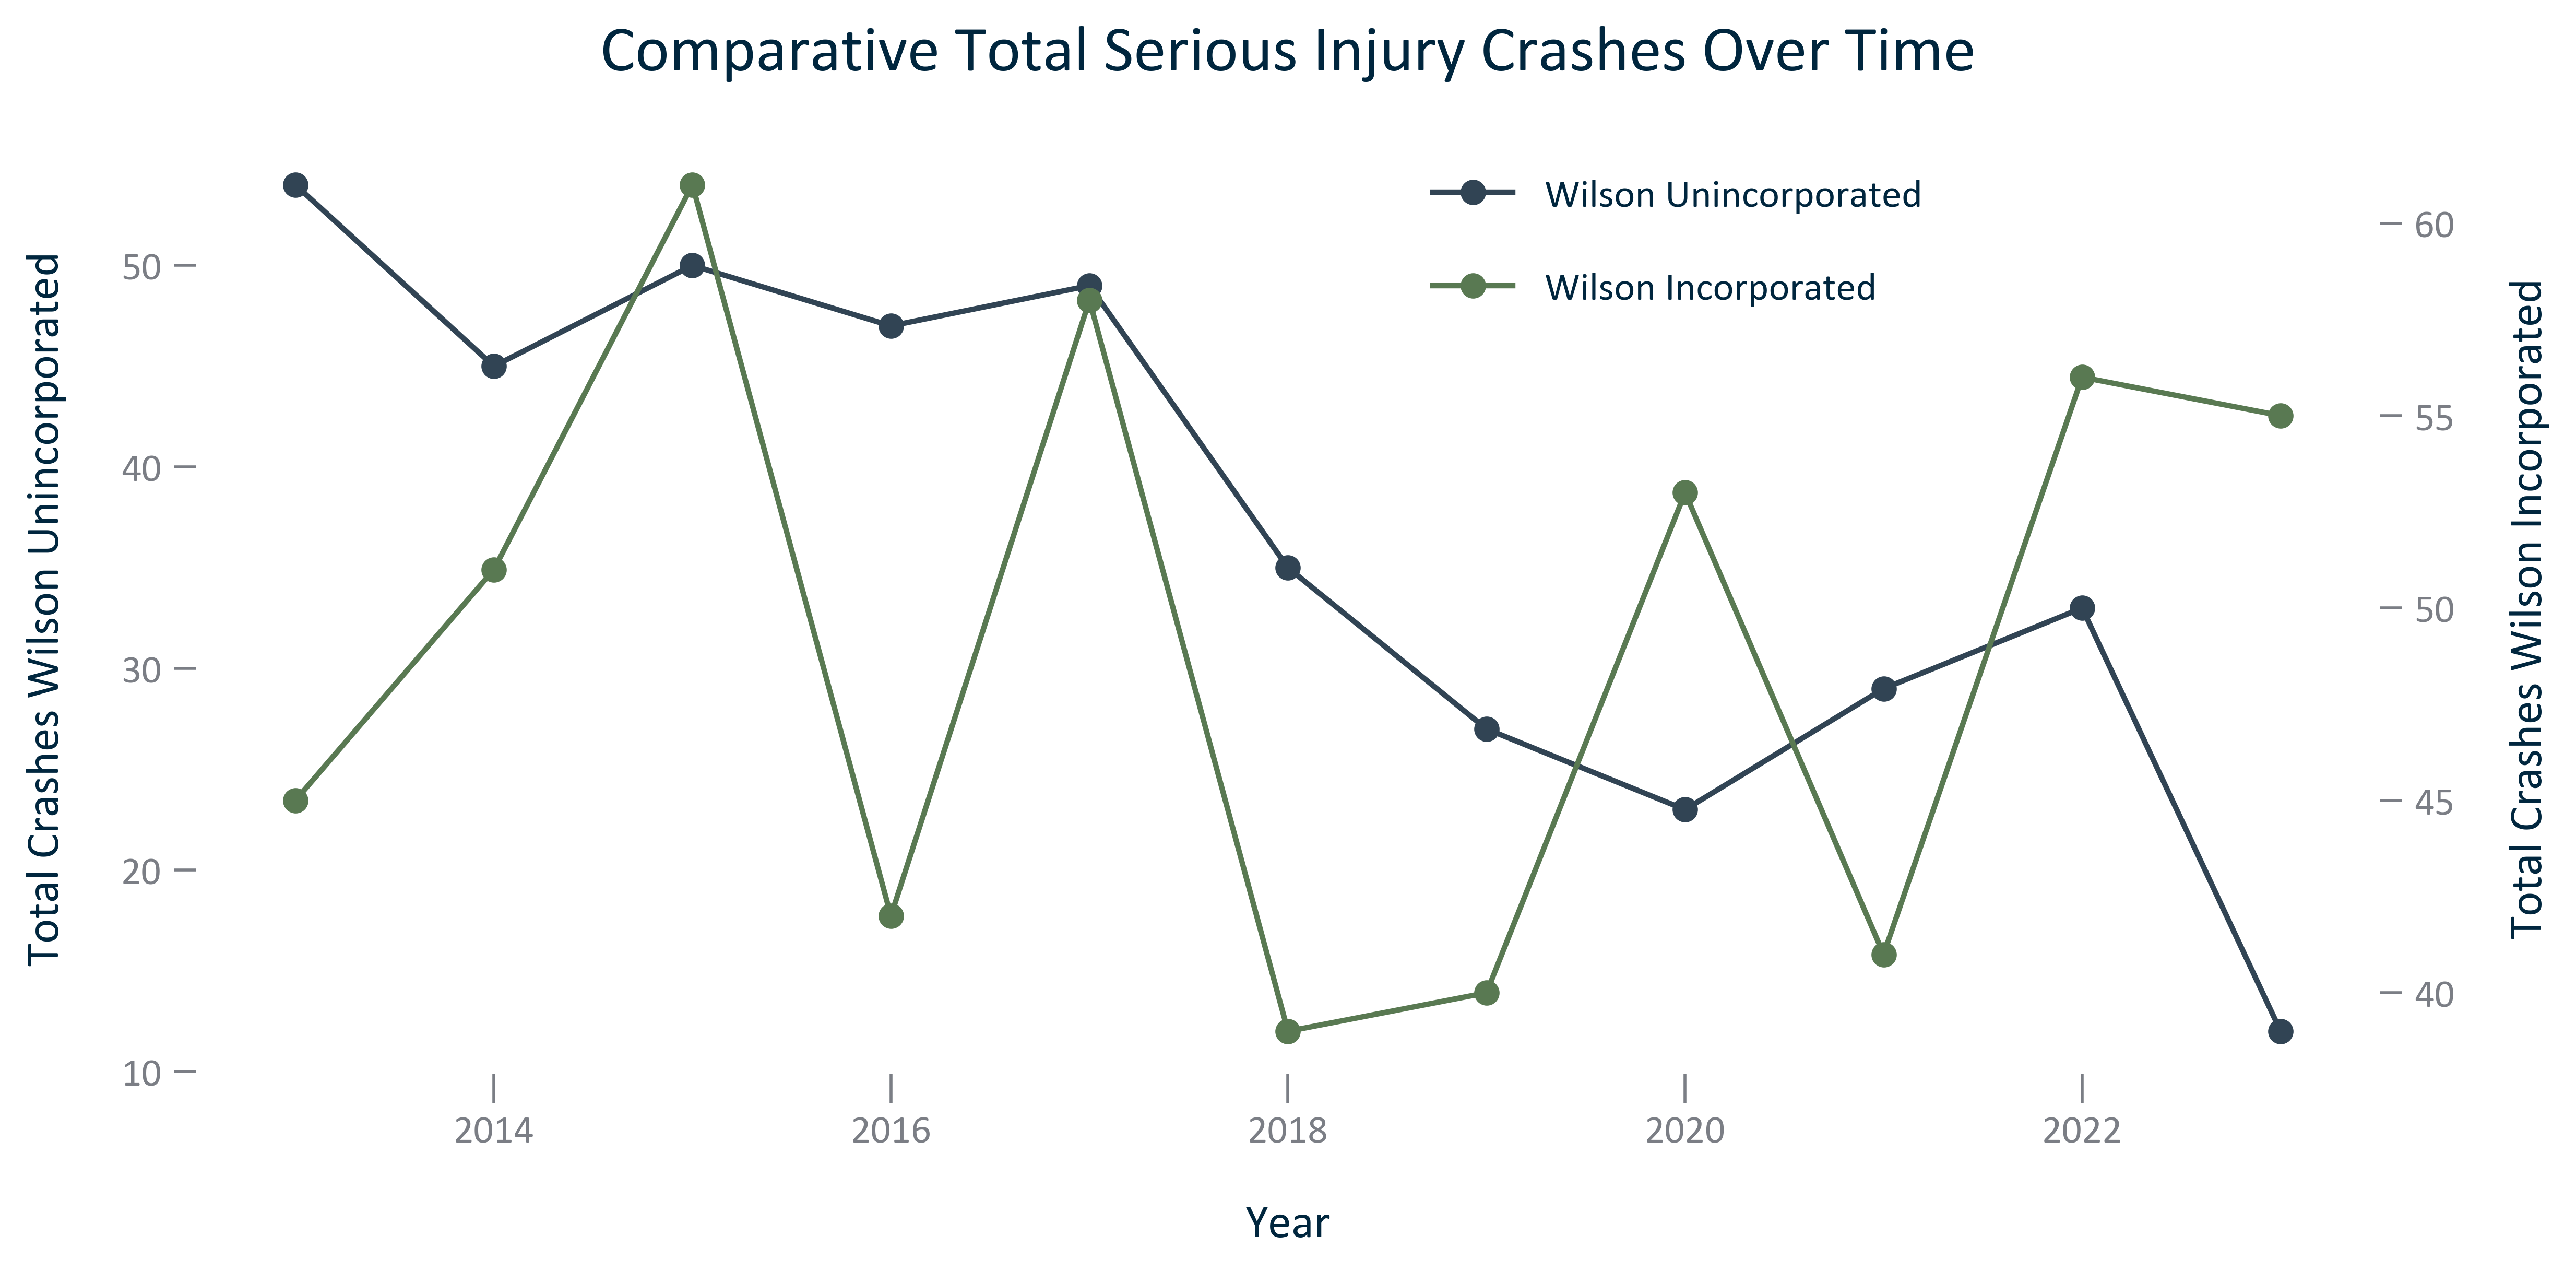 Comparative Total Serious Injury Crashes Over Time
Wilson Unincorporated
Wilson Incorporated
Total Crashes Wilson Unincorporated
50
40
30
20
10
60
55
50
45
40
Total Crashes Wilson Incorporated
2014
2016
2018
2020
2022
Year